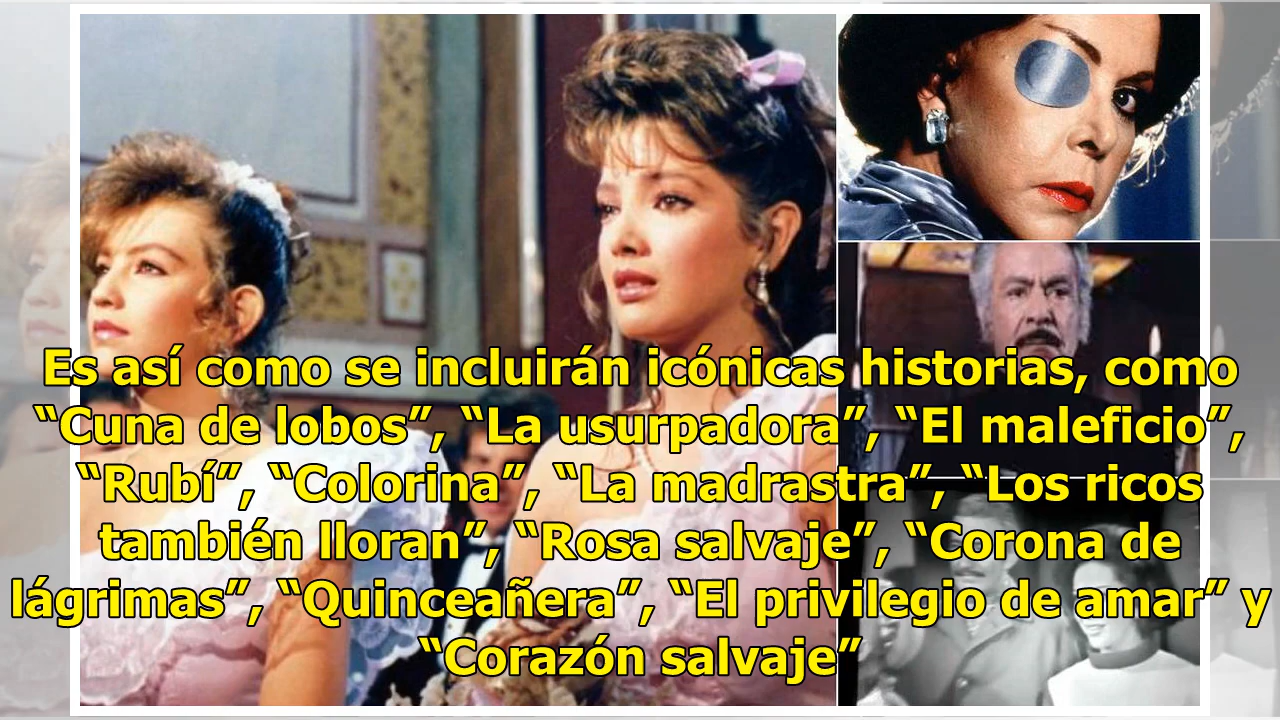 Es así como se incluirán icónicas historias, como
“Cuna de lobos”, “La usurpadora”, “El maleficio”,
“Rubí”, “Colorina”, “La madrastra”, “Los ricos
también lloran”, “Rosa salvaje”, “Corona de
lágrimas”, “Quinceañera”, “El privilegio de amar” y
“Corazón salvaje”